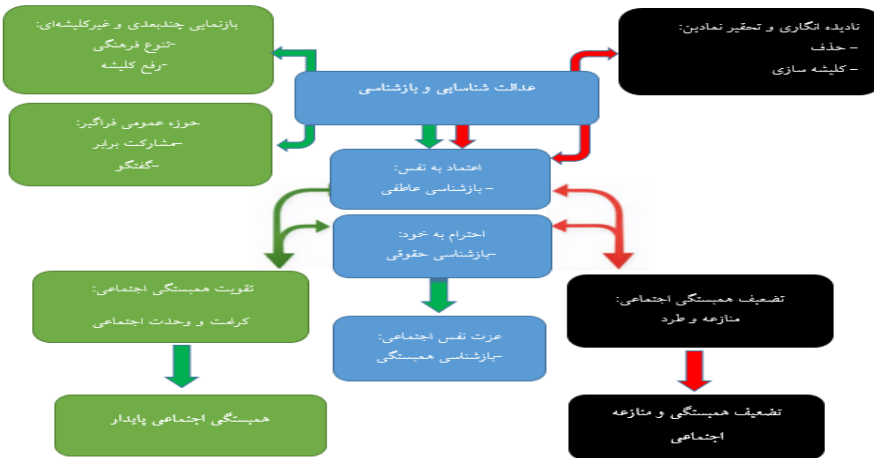 بازنمایی چندبعدی و غیرکلیشه‌ای:
-تنوع فرهنگی
-رفع کلیشه
نادیده انگاری و تحقیر نمادین:
– حذف
– کلیشه سازی
عدالت شناسایی و بازشناسی
حوزه عمومی فراگیر:
-مشارکت برابر
-گفتگو
اعتماد به نفس:
– بازشناسی عاطفی
احترام به خود:
-بازشناسی حقوقی
تقویت همبستگی اجتماعی:
کرامت و وحدت اجتماعی
تضعیف همبستگی اجتماعی:
منازعه و طرد
عزت نفس اجتماعی:
-بازشناسی همبستگی
همبستگی اجتماعی پایدار
تضعیف همبستگی و منازعه
اجتماعی